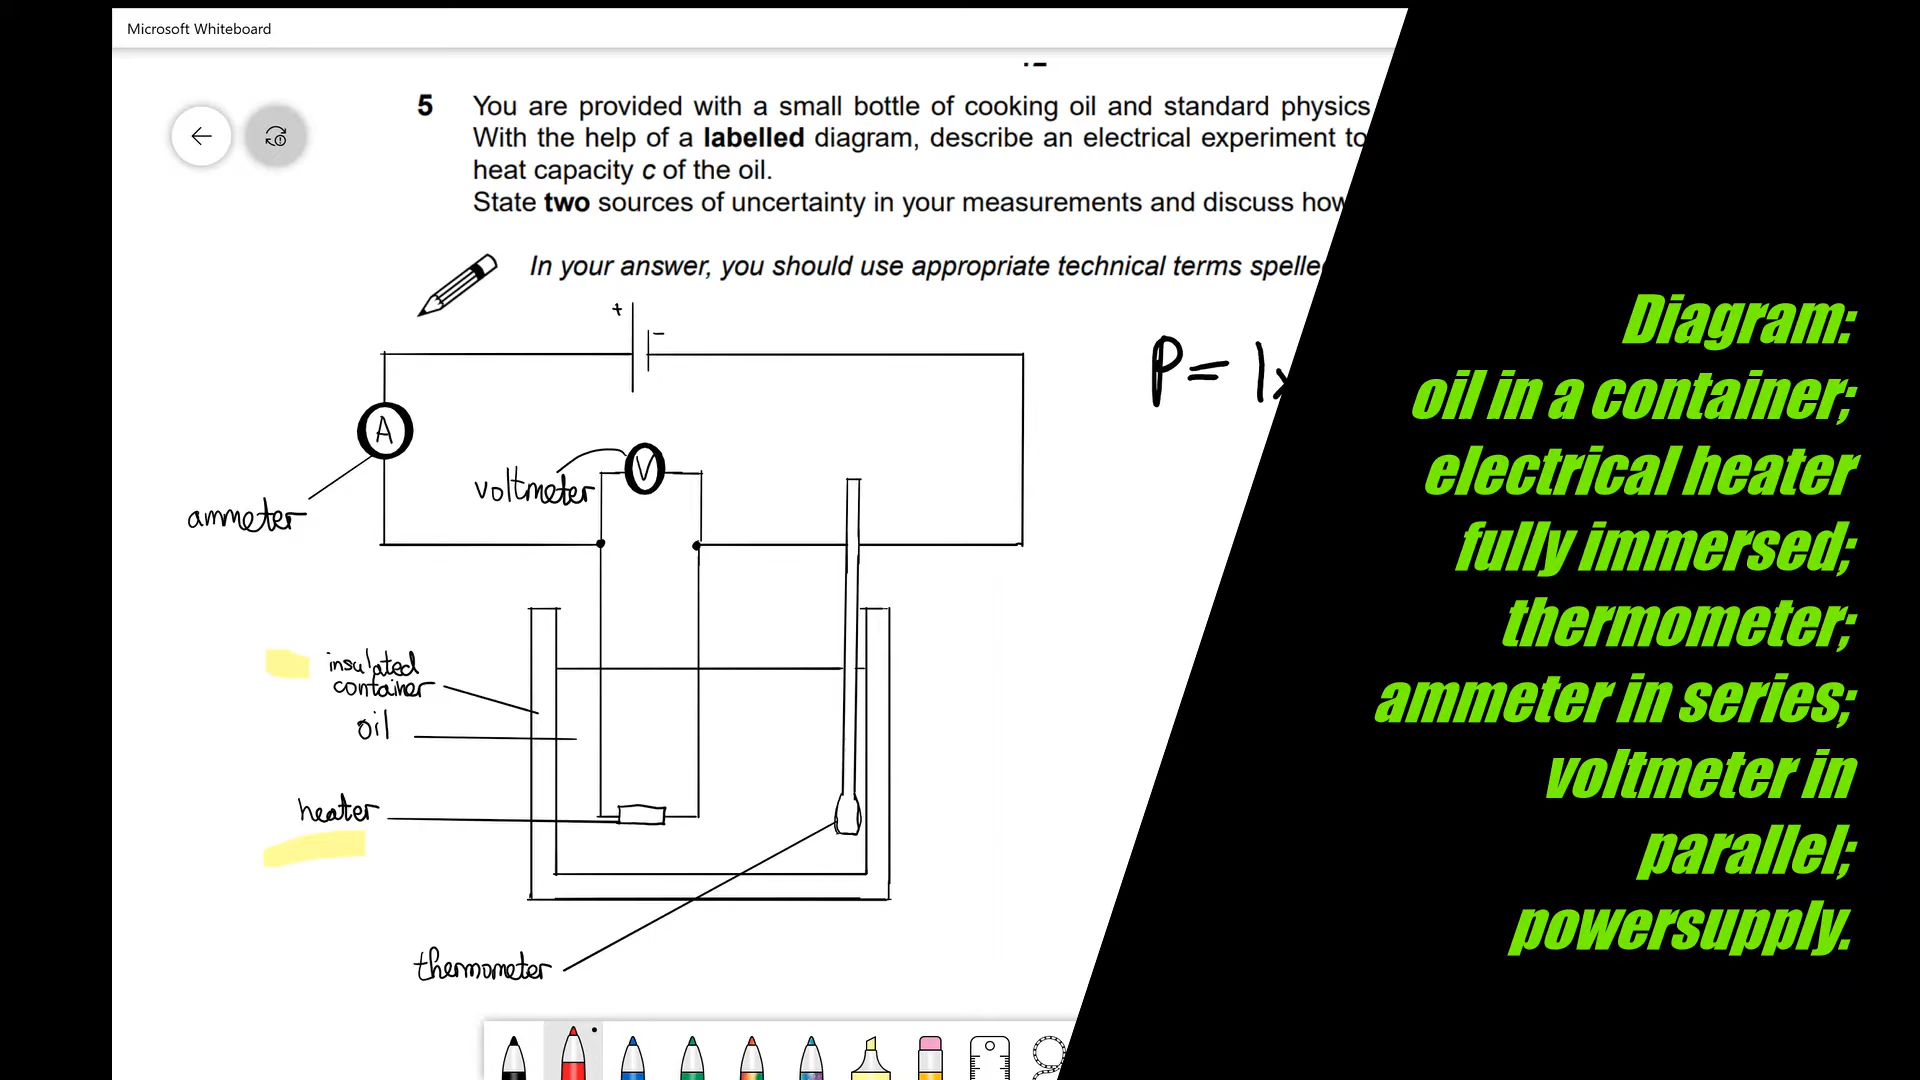 Microsoft Whiteboard
5 You are provided with a small bottle of cooking oil and standard physics
With the help of a labelled diagram, describe an electrical experiment to
heat capacity c of the oil.
State two sources of uncertainty in your measurements and discuss how
In your answer, you should use appropriate technical terms spelled
+ -
P= I
A
V
voltmeter
ammeter
insulated
container
oil
heater
thermometer
Diagram:
oil in a container;
electrical heater
fully immersed;
thermometer;
ammeter in series;
voltmeter in
parallel;
powersupply.